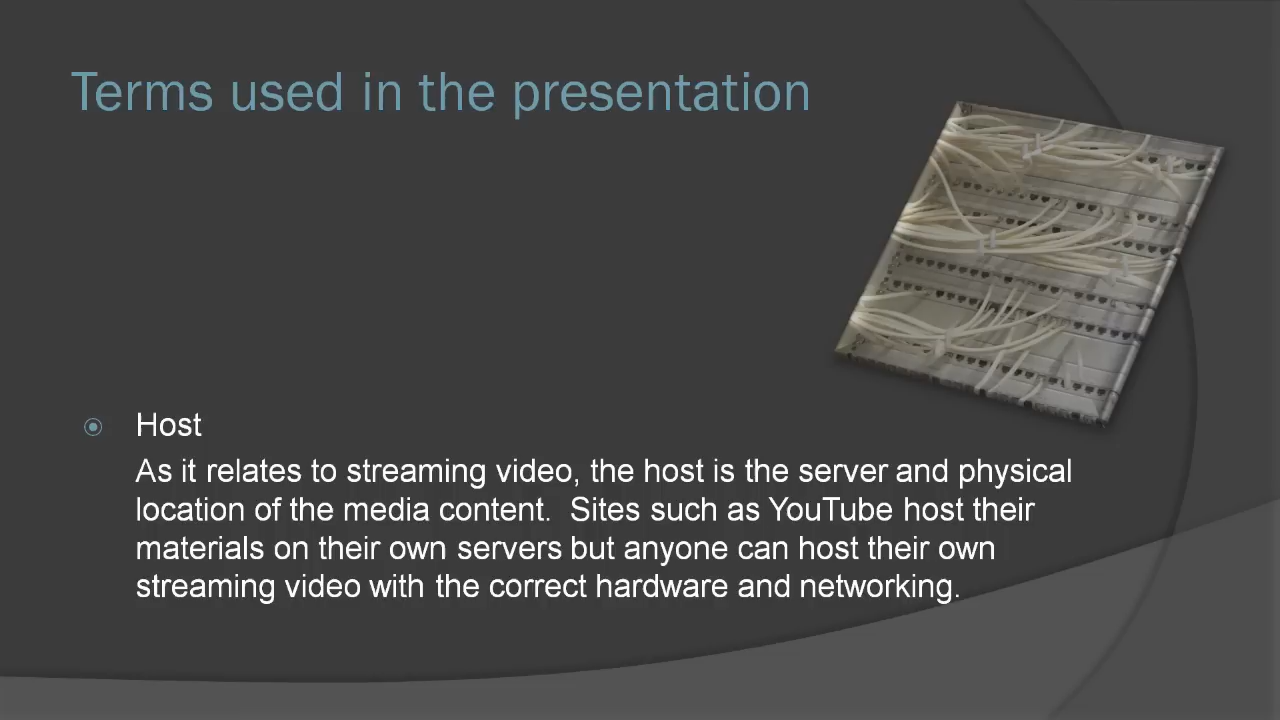 Terms used in the presentation
Host
As it relates to streaming video, the host is the server and physical
location of the media content.  Sites such as YouTube host their
materials on their own servers but anyone can host their own
streaming video with the correct hardware and networking.